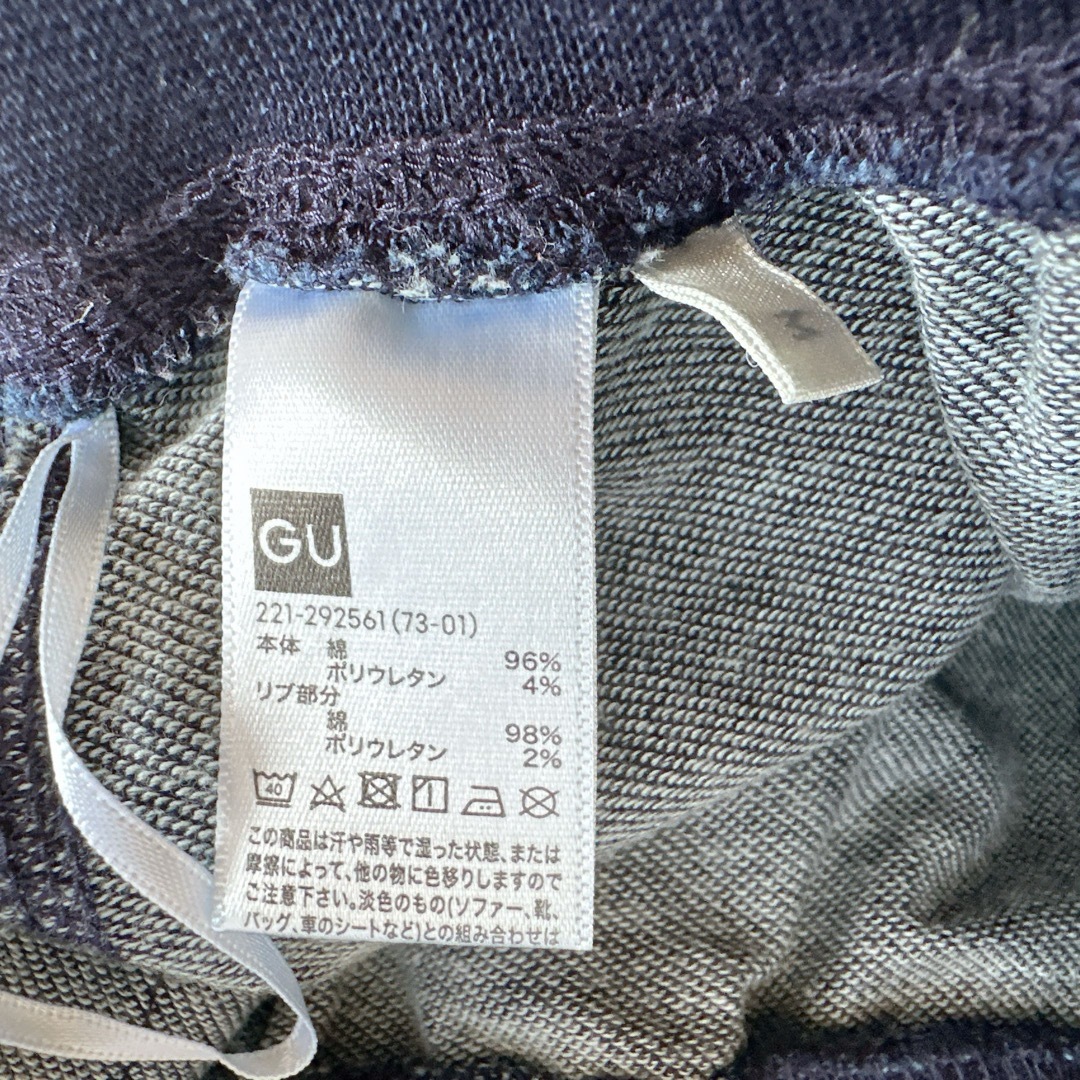 M
GU
221-292561(73-01)
本体 綿 96%
ポリウレタン 4%
リブ部分
綿 98%
ポリウレタン 2%
40
この商品は汗や雨等で湿った状態、または
摩擦によって、他の物に色移りしますので
ご注意下さい。淡色のもの(ソファー、靴、
バッグ、車のシートなど)との組み合わせは